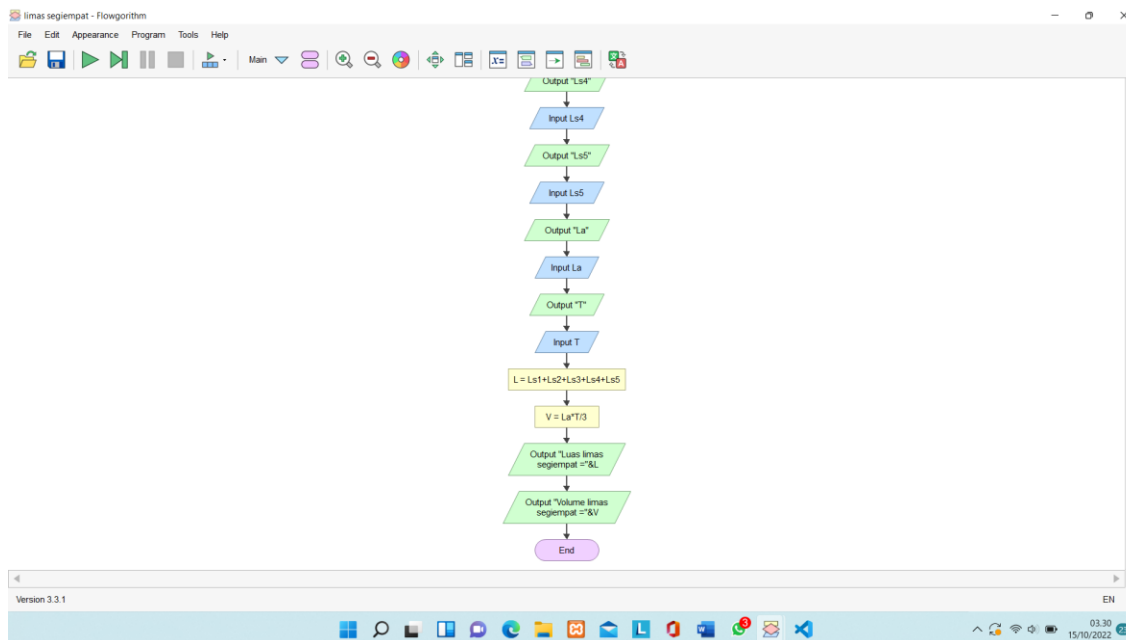 limas segiempat - Flowgorithm
File Edit Appearance Program Tools Help
Main
Output "Ls4"
Input Ls4
Output "Ls5"
Input Ls5
Output "La"
Input La
Output "T"
Input T
L = Ls1+Ls2+Ls3+Ls4+Ls5
V = La*T/3
Output "Luas limas
segiempat ="&L
Output "Volume limas
segiempat ="&V
End
Version 3.3.1 EN
03.30
15/10/2022